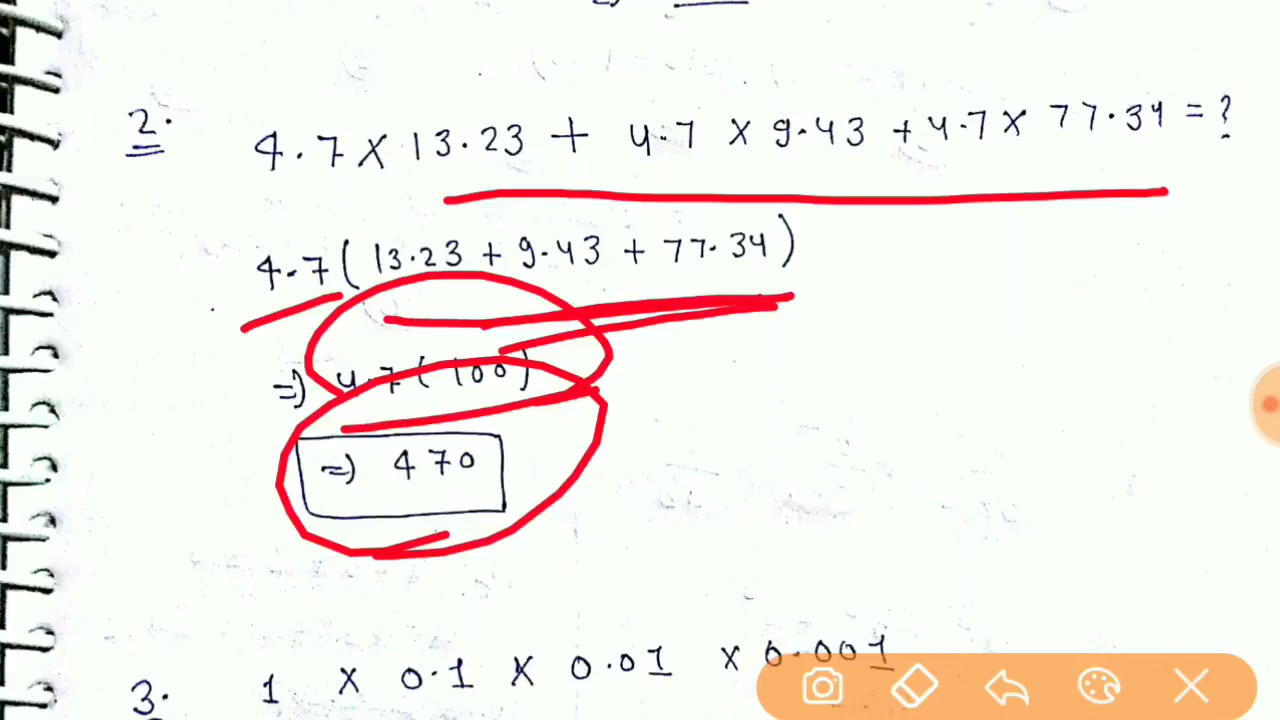 2. 4.7 X 13.23 + 4.7 X 9.43 + 4.7 X 77.34 = ?
4.7 ( 13.23 + 9.43 + 77.34 )
=) 4.7 ( 100 )
=) 470
3. 1 X 0.1 X 0.01 X 0.001